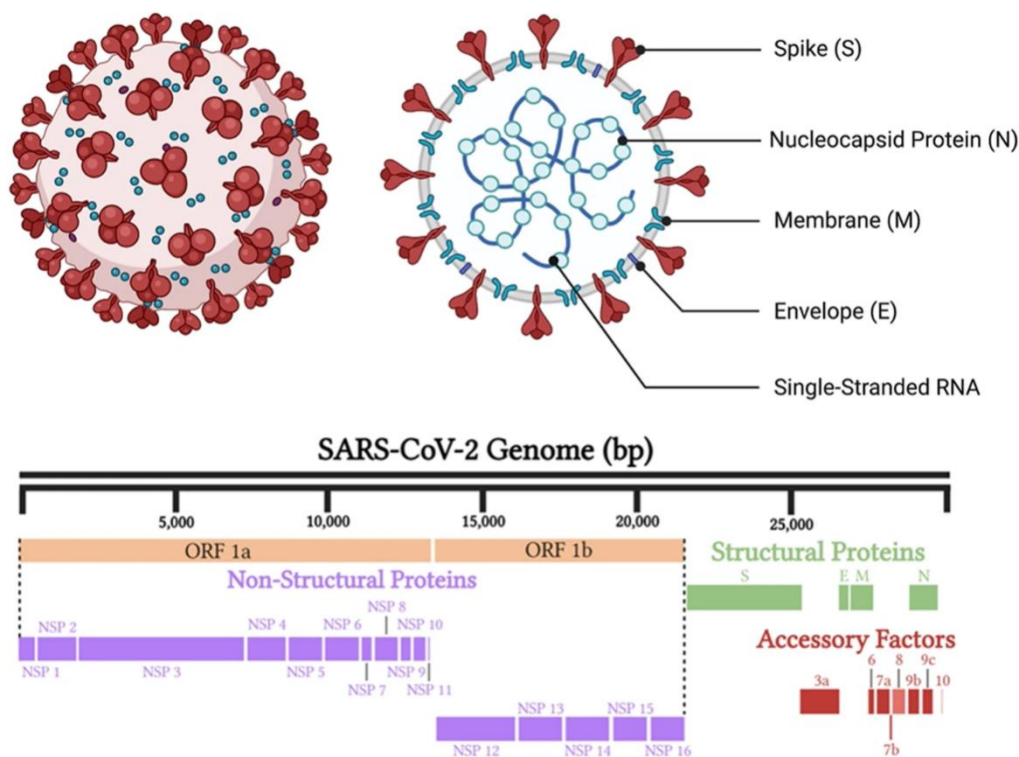 Spike (S)
Nucleocapsid Protein (N)
Membrane (M)
Envelope (E)
Single-Stranded RNA
SARS-CoV-2 Genome (bp)
5,000 10,000 15,000 20,000 25,000
ORF 1a ORF 1b
Structural Proteins
S E M N
Non-Structural Proteins
NSP 8
NSP 2 NSP 4 NSP 6 NSP 10
NSP 1 NSP 3 NSP 5 NSP 9
NSP 7 NSP 11
Accessory Factors
6 8 9c
3a 7a 9b 10
7b
NSP 13 NSP 15
NSP 12 NSP 14 NSP 16